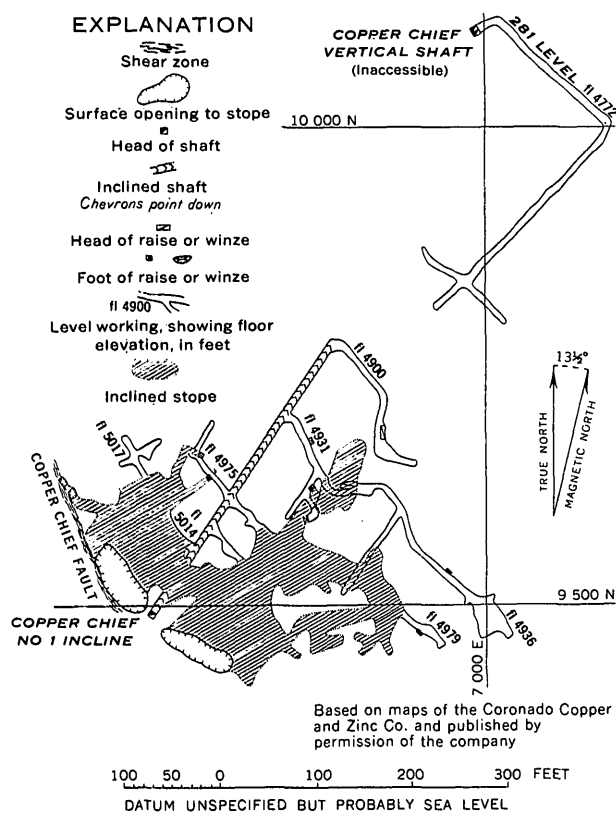 EXPLANATION
Shear zone
Surface opening to stope
Head of shaft
Inclined shaft
Chevrons point down
Head of raise or winze
Foot of raise or winze
fl 4900
Level working, showing floor
elevation, in feet
Inclined stope
COPPER CHIEF
VERTICAL SHAFT
(Inaccessible)
281 LEVEL
fl 4772
10 000 N
13½°
TRUE NORTH
MAGNETIC NORTH
fl 4900
fl 4931
fl 5017
fl 4975
fl
5014
COPPER CHIEF FAULT
9 500 N
COPPER CHIEF
NO 1 INCLINE
fl 4979
fl 4936
7 000 E
Based on maps of the Coronado Copper
and Zinc Co. and published by
permission of the company
100 50 0 100 200 300 FEET
DATUM UNSPECIFIED BUT PROBABLY SEA LEVEL